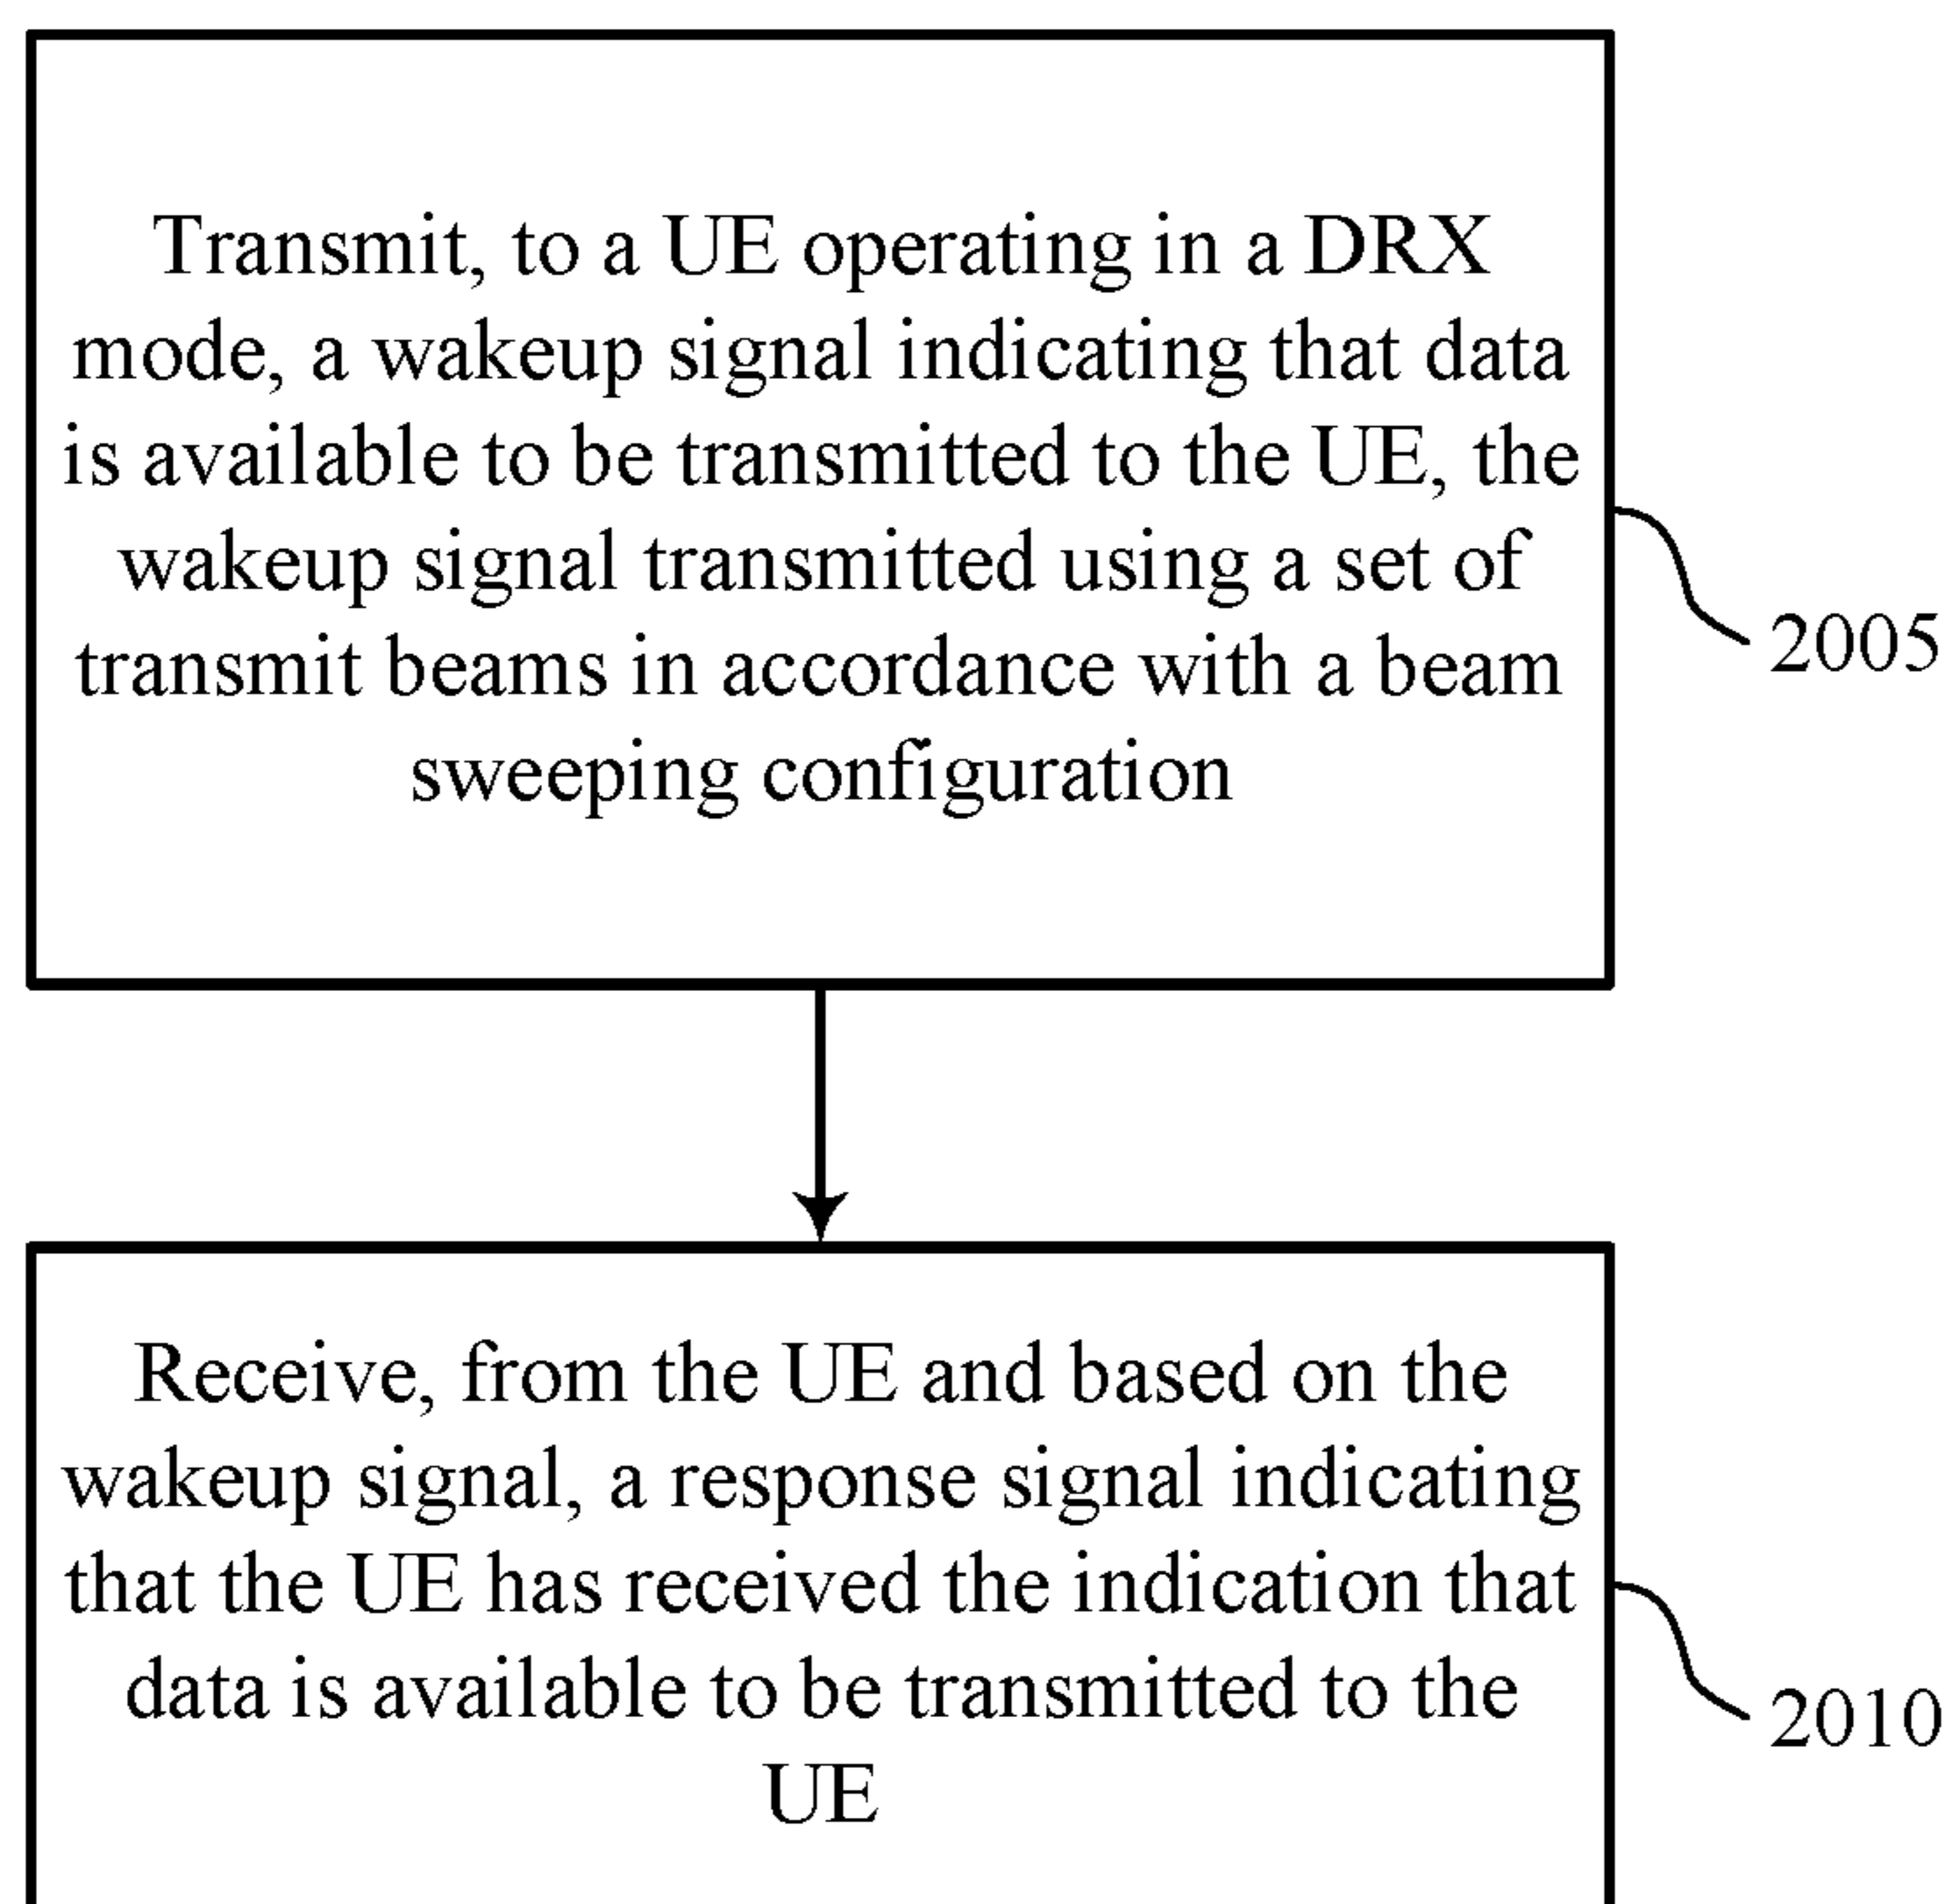 Transmit, to a UE operating in a DRX
mode, a wakeup signal indicating that data
is available to be transmitted to the UE, the
wakeup signal transmitted using a set of
transmit beams in accordance with a beam
sweeping configuration
2005
Receive, from the UE and based on the
wakeup signal, a response signal indicating
that the UE has received the indication that
data is available to be transmitted to the
UE
2010